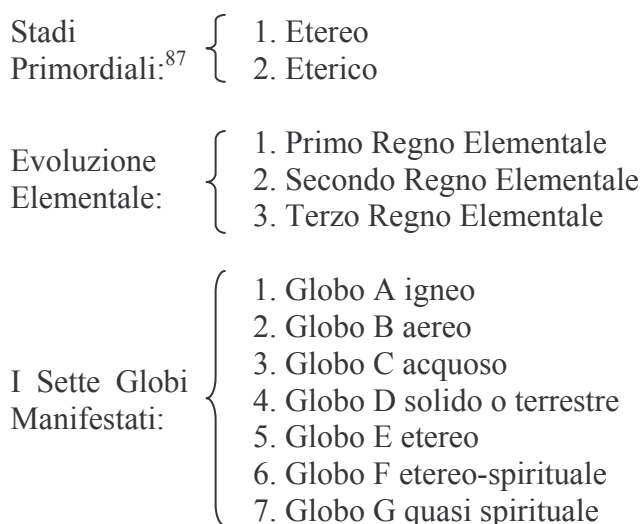 Stadi
Primordiali:87
1. Etereo
2. Eterico
Evoluzione
Elementale:
1. Primo Regno Elementale
2. Secondo Regno Elementale
3. Terzo Regno Elementale
I Sette Globi
Manifestati:
1. Globo A igneo
2. Globo B aereo
3. Globo C acquoso
4. Globo D solido o terrestre
5. Globo E etereo
6. Globo F etereo-spirituale
7. Globo G quasi spirituale